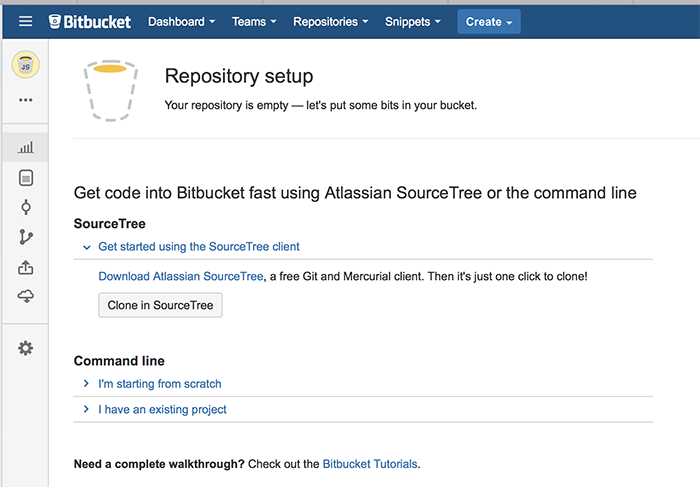 Bitbucket Dashboard Teams Repositories Snippets Create
JS
Repository setup
Your repository is empty — let's put some bits in your bucket.
Get code into Bitbucket fast using Atlassian SourceTree or the command line
SourceTree
Get started using the SourceTree client
Download Atlassian SourceTree, a free Git and Mercurial client. Then it's just one click to clone!
Clone in SourceTree
Command line
I'm starting from scratch
I have an existing project
Need a complete walkthrough? Check out the Bitbucket Tutorials.